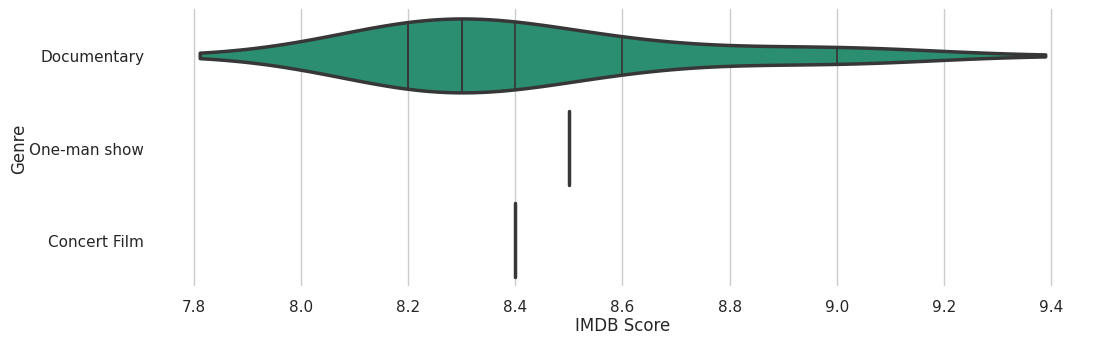 Genre
Documentary
One-man show
Concert Film
7.8 8.0 8.2 8.4 8.6 8.8 9.0 9.2 9.4
IMDB Score